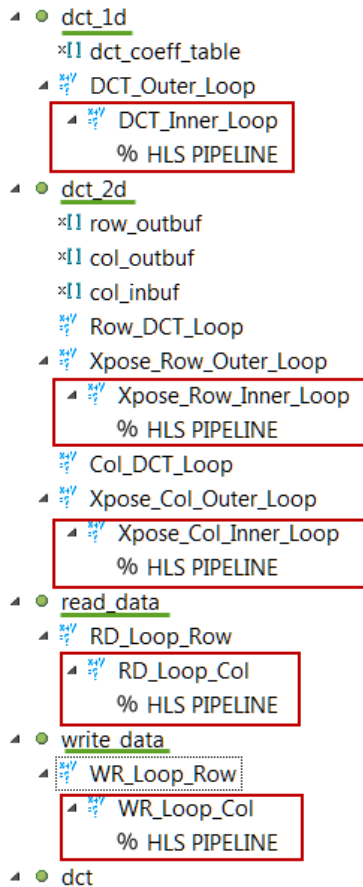 dct_1d
×[] dct_coeff_table
DCT_Outer_Loop
DCT_Inner_Loop
% HLS PIPELINE
dct_2d
×[] row_outbuf
×[] col_outbuf
×[] col_inbuf
Row_DCT_Loop
Xpose_Row_Outer_Loop
Xpose_Row_Inner_Loop
% HLS PIPELINE
Col_DCT_Loop
Xpose_Col_Outer_Loop
Xpose_Col_Inner_Loop
% HLS PIPELINE
read_data
RD_Loop_Row
RD_Loop_Col
% HLS PIPELINE
write_data
WR_Loop_Row
WR_Loop_Col
% HLS PIPELINE
dct